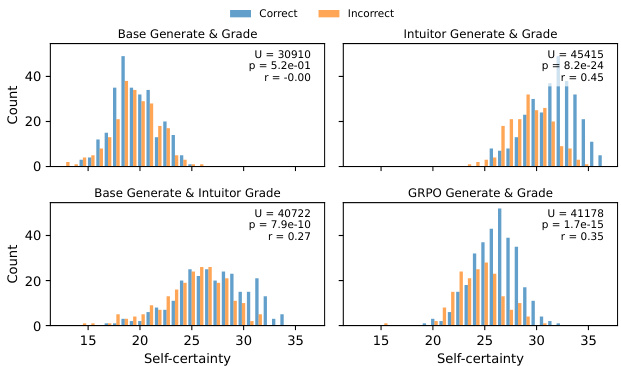 Correct Incorrect
Base Generate & Grade
U = 30910
p = 5.2e-01
r = -0.00
Count
40
20
0
Intuitor Generate & Grade
U = 45415
p = 8.2e-24
r = 0.45
Base Generate & Intuitor Grade
U = 40722
p = 7.9e-10
r = 0.27
Count
40
20
0
15 20 25 30 35
Self-certainty
GRPO Generate & Grade
U = 41178
p = 1.7e-15
r = 0.35
15 20 25 30 35
Self-certainty